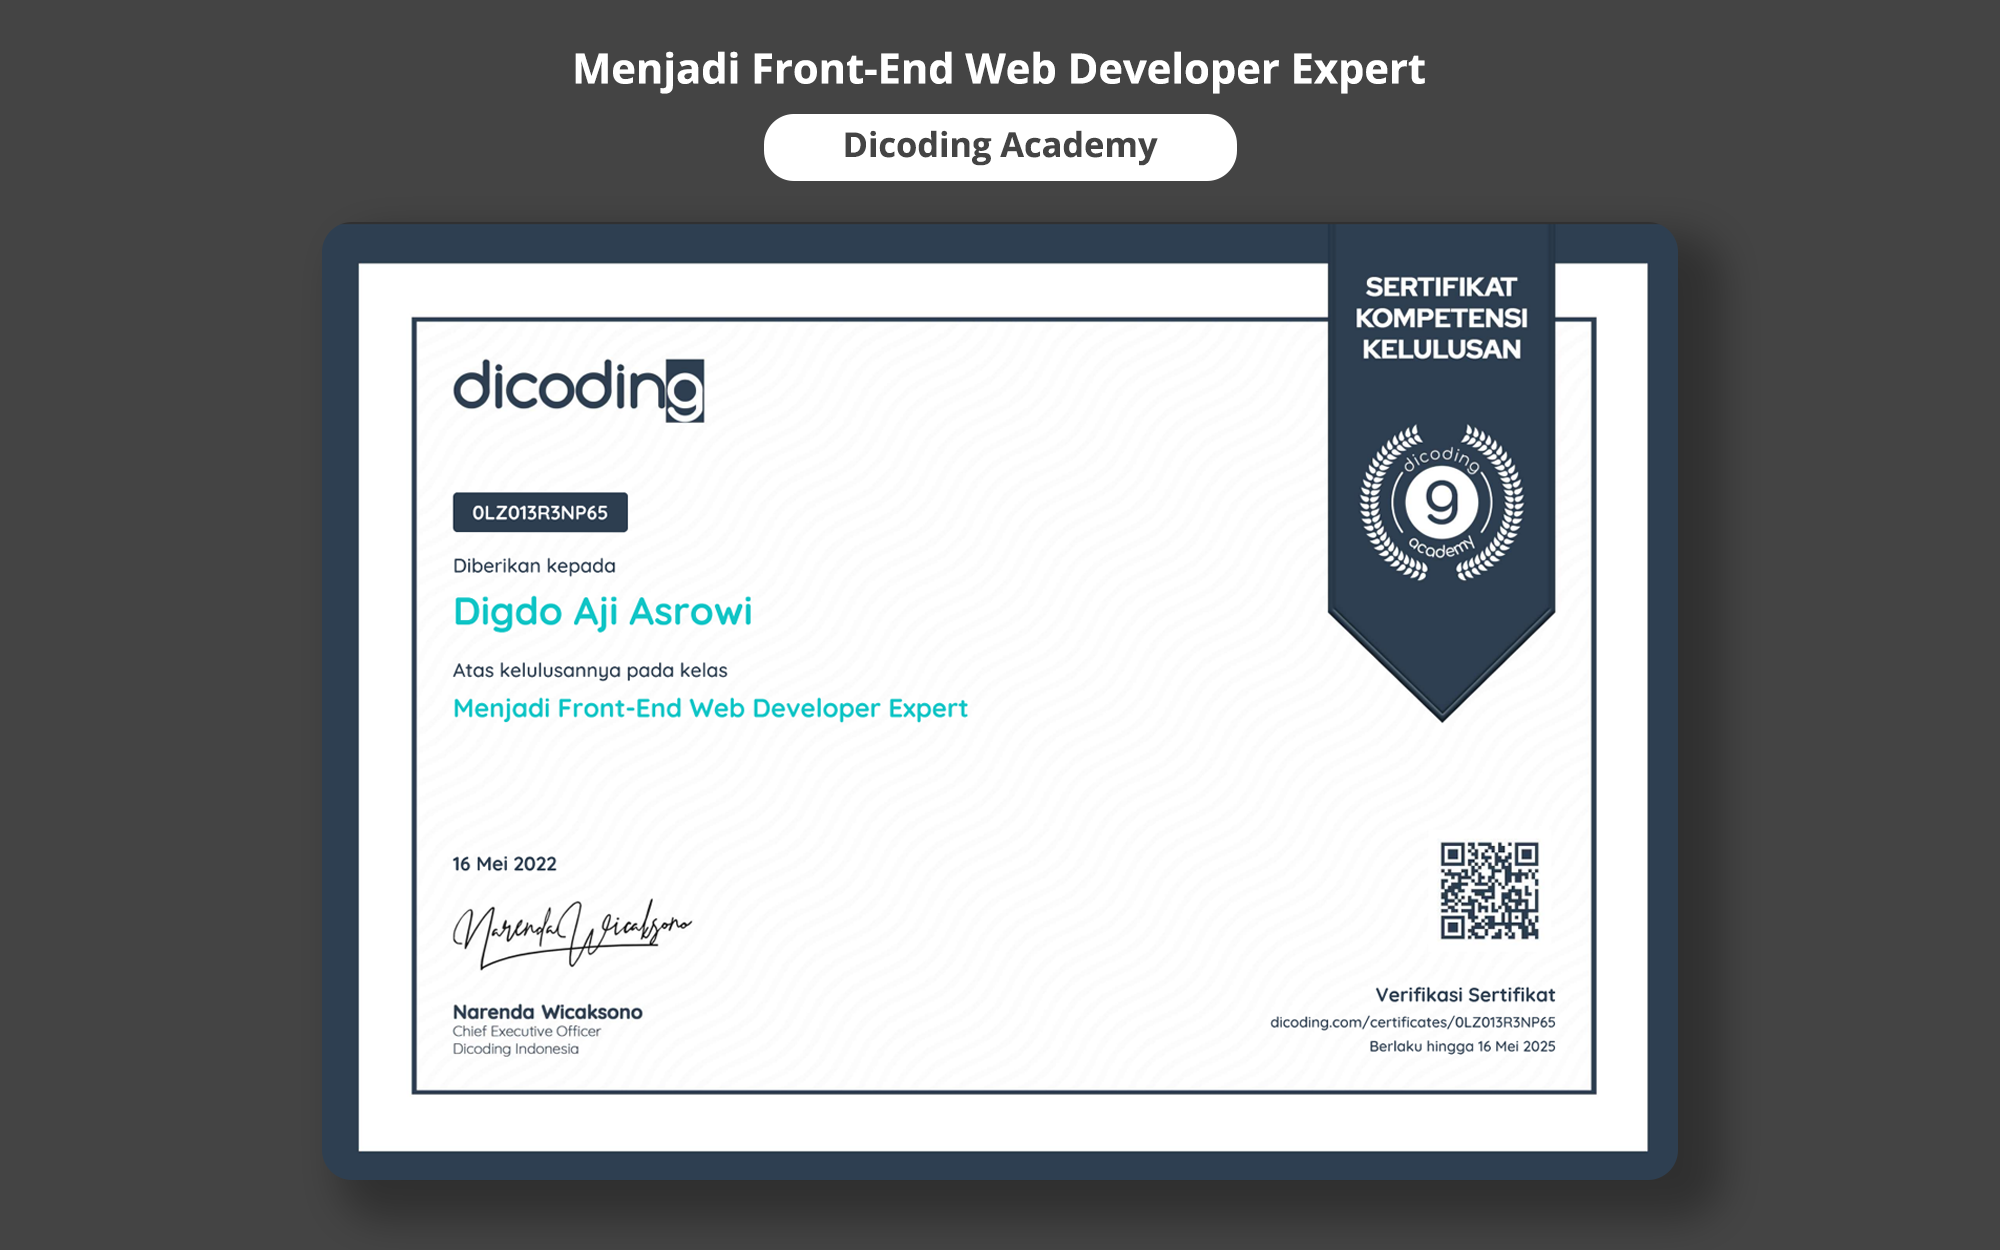 Menjadi Front-End Web Developer Expert
Dicoding Academy
SERTIFIKAT
KOMPETENSI
KELULUSAN
dicoding
dicoding
9
academy
0LZ013R3NP65
Diberikan kepada
Digdo Aji Asrowi
Atas kelulusannya pada kelas
Menjadi Front-End Web Developer Expert
16 Mei 2022
Narenda Wicaksono
Narenda Wicaksono
Chief Executive Officer
Dicoding Indonesia
Verifikasi Sertifikat
dicoding.com/certificates/0LZ013R3NP65
Berlaku hingga 16 Mei 2025